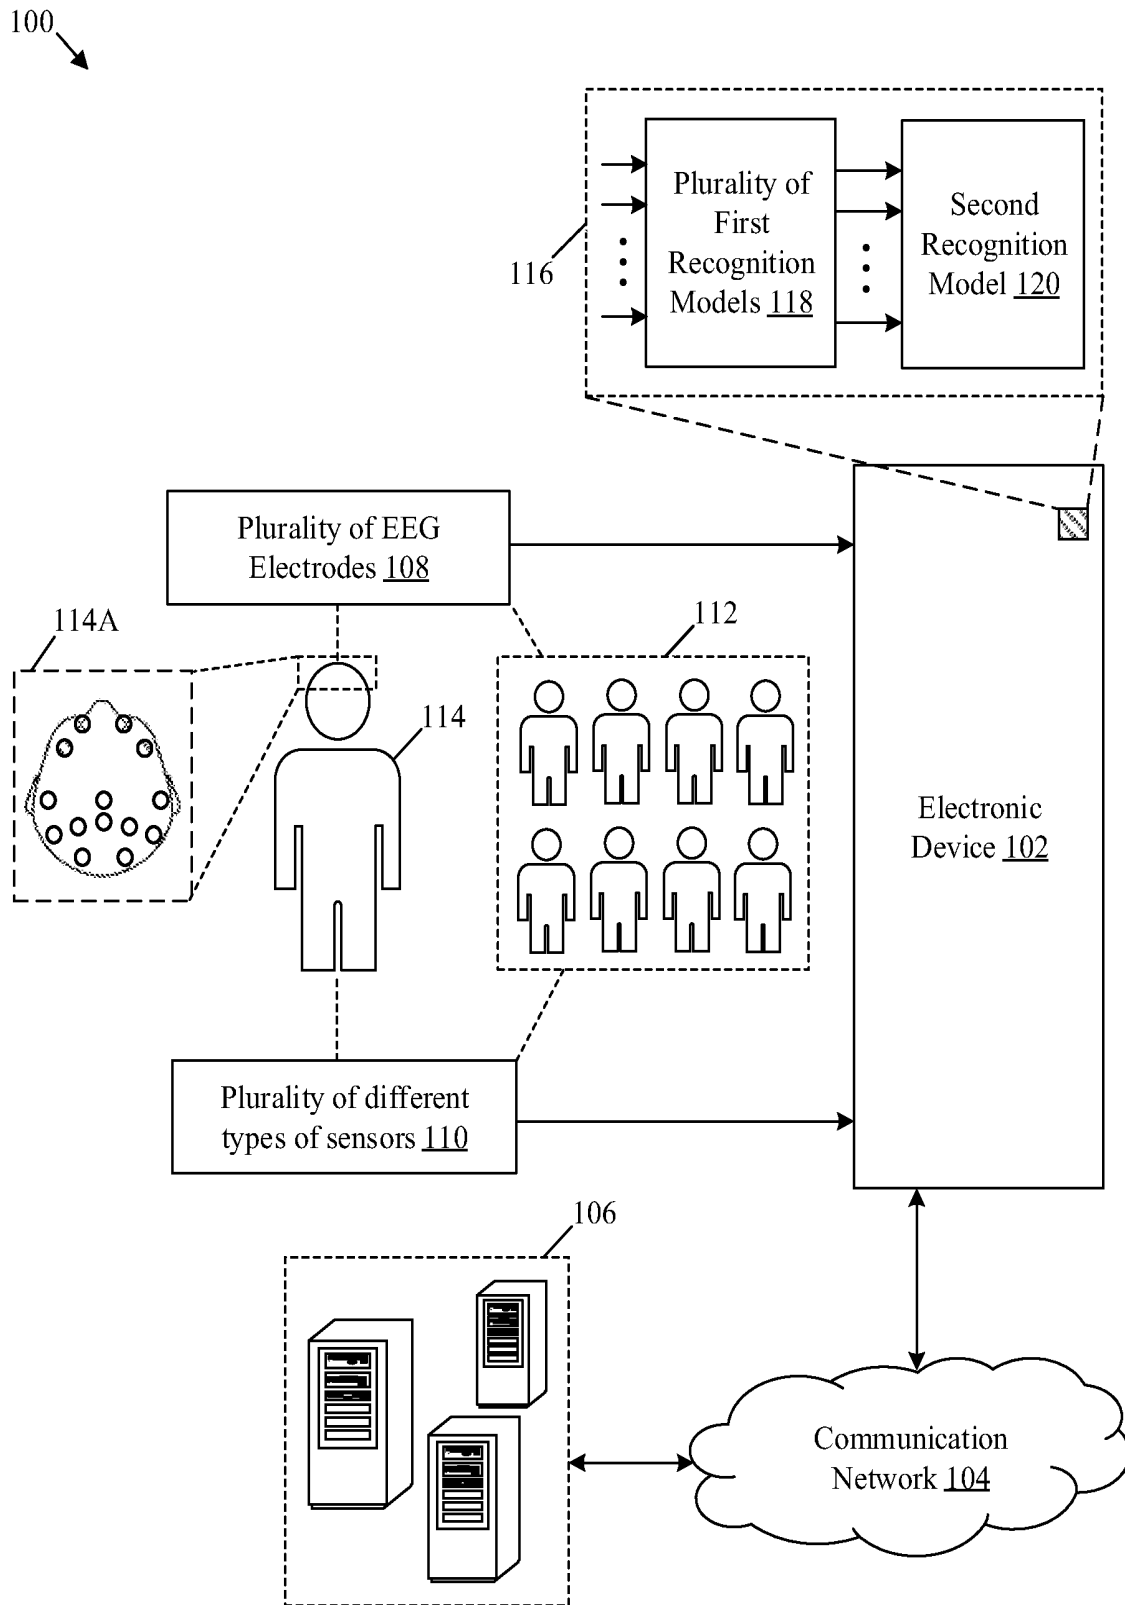 100
Plurality of
First
Recognition
Models 118
Second
Recognition
Model 120
116
Plurality of EEG
Electrodes 108
114A
112
114
Electronic
Device 102
Plurality of different
types of sensors 110
106
Communication
Network 104